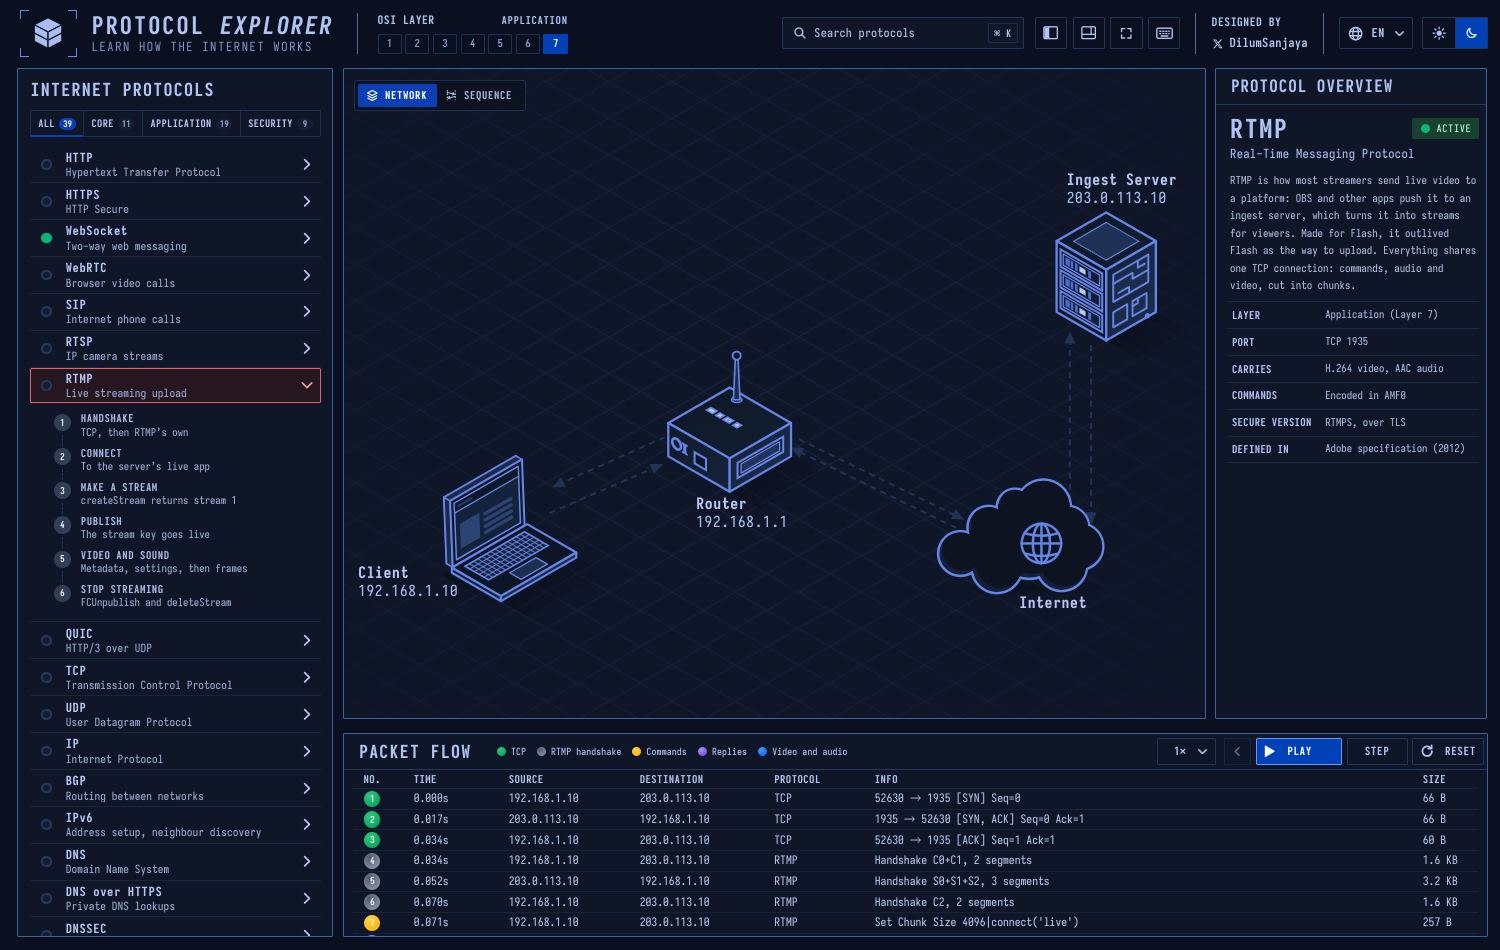 PROTOCOL EXPLORER
LEARN HOW THE INTERNET WORKS
OSI LAYER APPLICATION
1 2 3 4 5 6 7
Search protocols ⌘ K
DESIGNED BY
DilumSanjaya
EN
INTERNET PROTOCOLS
ALL 39 CORE 11 APPLICATION 19 SECURITY 9
HTTP
Hypertext Transfer Protocol
HTTPS
HTTP Secure
WebSocket
Two-way web messaging
WebRTC
Browser video calls
SIP
Internet phone calls
RTSP
IP camera streams
RTMP
Live streaming upload
1 HANDSHAKE
TCP, then RTMP's own
2 CONNECT
To the server's live app
3 MAKE A STREAM
createStream returns stream 1
4 PUBLISH
The stream key goes live
5 VIDEO AND SOUND
Metadata, settings, then frames
6 STOP STREAMING
FCUnpublish and deleteStream
QUIC
HTTP/3 over UDP
TCP
Transmission Control Protocol
UDP
User Datagram Protocol
IP
Internet Protocol
BGP
Routing between networks
IPv6
Address setup, neighbour discovery
DNS
Domain Name System
DNS over HTTPS
Private DNS lookups
DNSSEC
NETWORK SEQUENCE
Ingest Server
203.0.113.10
Router
192.168.1.1
Client
192.168.1.10
Internet
PROTOCOL OVERVIEW
RTMP ACTIVE
Real-Time Messaging Protocol
RTMP is how most streamers send live video to
a platform: OBS and other apps push it to an
ingest server, which turns it into streams
for viewers. Made for Flash, it outlived
Flash as the way to upload. Everything shares
one TCP connection: commands, audio and
video, cut into chunks.
LAYER Application (Layer 7)
PORT TCP 1935
CARRIES H.264 video, AAC audio
COMMANDS Encoded in AMF0
SECURE VERSION RTMPS, over TLS
DEFINED IN Adobe specification (2012)
PACKET FLOW TCP RTMP handshake Commands Replies Video and audio 1× PLAY STEP RESET
NO. TIME SOURCE DESTINATION PROTOCOL INFO SIZE
1 0.000s 192.168.1.10 203.0.113.10 TCP 52630 → 1935 [SYN] Seq=0 66 B
2 0.017s 203.0.113.10 192.168.1.10 TCP 1935 → 52630 [SYN, ACK] Seq=0 Ack=1 66 B
3 0.034s 192.168.1.10 203.0.113.10 TCP 52630 → 1935 [ACK] Seq=1 Ack=1 60 B
4 0.034s 192.168.1.10 203.0.113.10 RTMP Handshake C0+C1, 2 segments 1.6 KB
5 0.052s 203.0.113.10 192.168.1.10 RTMP Handshake S0+S1+S2, 3 segments 3.2 KB
6 0.070s 192.168.1.10 203.0.113.10 RTMP Handshake C2, 2 segments 1.6 KB
7 0.071s 192.168.1.10 203.0.113.10 RTMP Set Chunk Size 4096|connect('live') 257 B